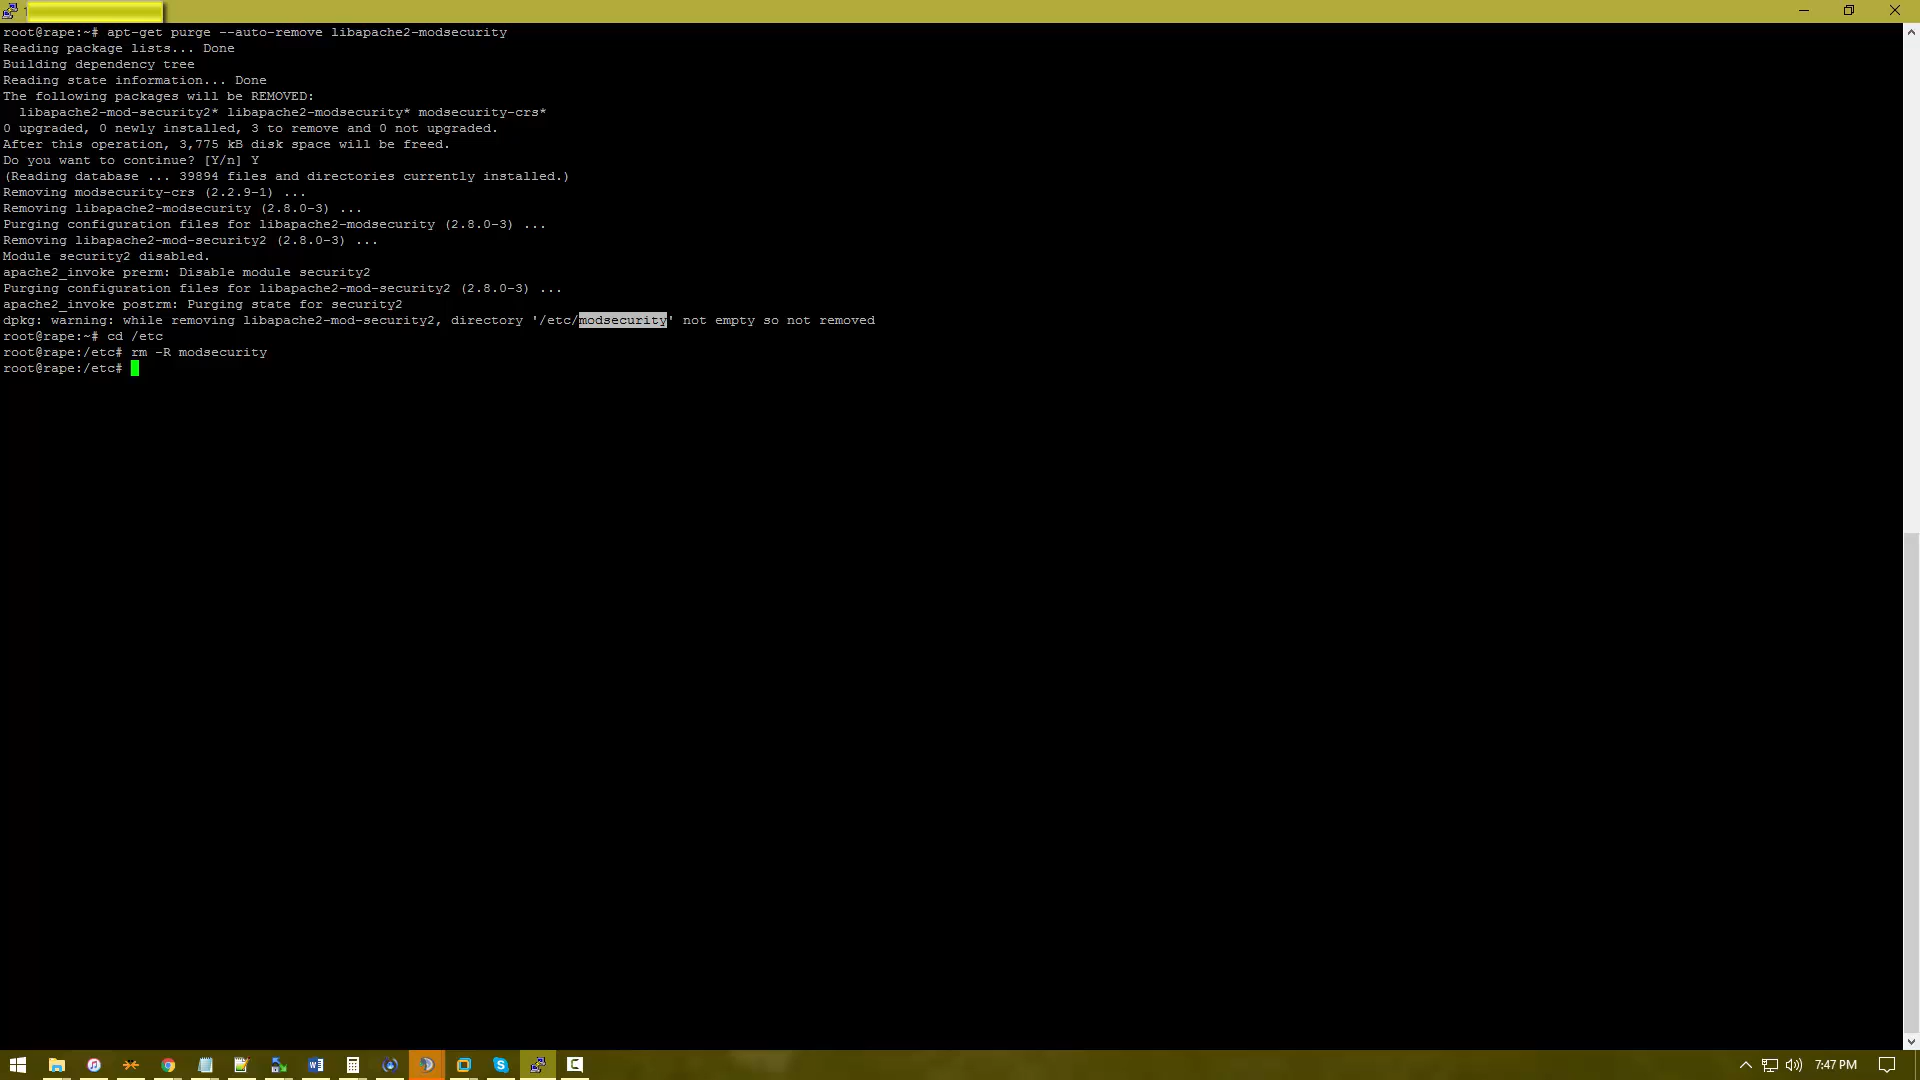 root@rape:~# apt-get purge --auto-remove libapache2-modsecurity
Reading package lists... Done
Building dependency tree
Reading state information... Done
The following packages will be REMOVED:
  libapache2-mod-security2* libapache2-modsecurity* modsecurity-crs*
0 upgraded, 0 newly installed, 3 to remove and 0 not upgraded.
After this operation, 3,775 kB disk space will be freed.
Do you want to continue? [Y/n] Y
(Reading database ... 39894 files and directories currently installed.)
Removing modsecurity-crs (2.2.9-1) ...
Removing libapache2-modsecurity (2.8.0-3) ...
Purging configuration files for libapache2-modsecurity (2.8.0-3) ...
Removing libapache2-mod-security2 (2.8.0-3) ...
Module security2 disabled.
apache2_invoke prerm: Disable module security2
Purging configuration files for libapache2-mod-security2 (2.8.0-3) ...
apache2_invoke postrm: Purging state for security2
dpkg: warning: while removing libapache2-mod-security2, directory '/etc/modsecurity' not empty so not removed
root@rape:~# cd /etc
root@rape:/etc# rm -R modsecurity
root@rape:/etc#
7:47 PM